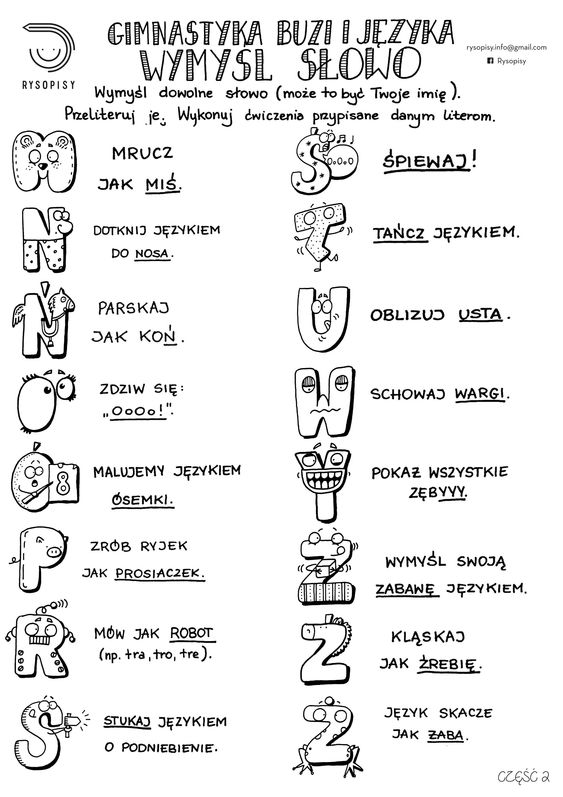 GIMNASTYKA BUZI I JĘZYKA
WYMYŚL SŁOWO
RYSOPISY
rysopisy.info@gmail.com
Rysopisy
Wymyśl dowolne słowo (może to być Twoje imię).
Przeliteruj je. Wykonuj ćwiczenia przypisane danym literom.
MRUCZ
JAK MIŚ.
DOTKNIJ JĘZYKIEM
DO NOSA.
PARSKAJ
JAK KOŃ.
ZDZIW SIĘ:
„OoOo!".
MALUJEMY JĘZYKIEM
ÓSEMKI.
8
ZRÓB RYJEK
JAK PROSIACZEK.
MÓW JAK ROBOT
(np. tra, tro, tre).
STUKAJ JĘZYKIEM
O PODNIEBIENIE.
OoOo
ŚPIEWAJ!
TAŃCZ JĘZYKIEM.
OBLIZUJ USTA.
SCHOWAJ WARGI.
POKAŻ WSZYSTKIE
ZĘBYYY.
WYMYŚL SWOJĄ
ZABAWĘ JĘZYKIEM.
KLĄSKAJ
JAK ŹREBIĘ.
JĘZYK SKACZE
JAK ŻABA.
CZĘŚĆ 2